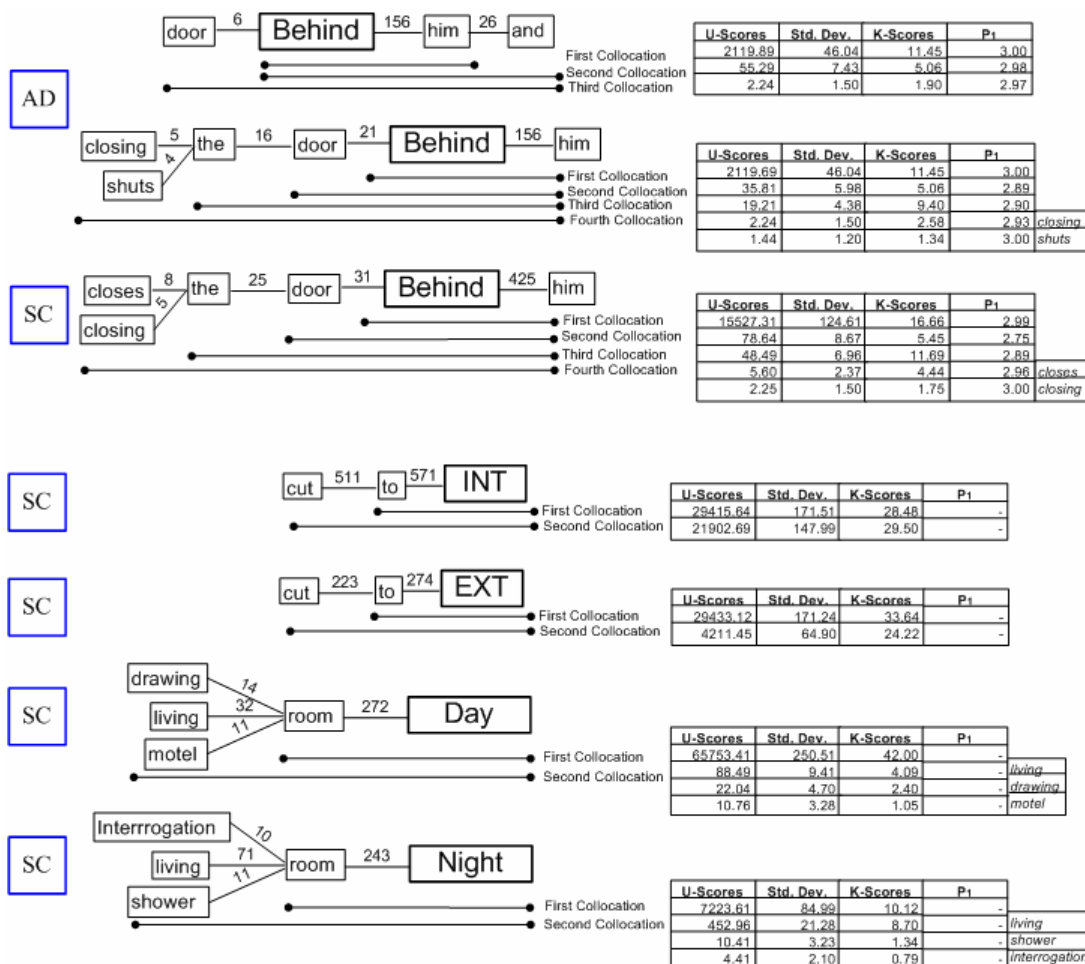 door 6 Behind 156 him 26 and
First Collocation
Second Collocation
Third Collocation
AD
U-Scores Std. Dev. K-Scores P1
2119.89 46.04 11.45 3.00
55.29 7.43 5.06 2.98
2.24 1.50 1.90 2.97
closing 5 the 16 door 21 Behind 156 him
4
shuts
First Collocation
Second Collocation
Third Collocation
Fourth Collocation
U-Scores Std. Dev. K-Scores P1
2119.69 46.04 11.45 3.00
35.81 5.98 5.06 2.89
19.21 4.38 9.40 2.90
2.24 1.50 2.58 2.93 closing
1.44 1.20 1.34 3.00 shuts
SC
closes 8 the 25 door 31 Behind 425 him
5
closing
First Collocation
Second Collocation
Third Collocation
Fourth Collocation
U-Scores Std. Dev. K-Scores P1
15527.31 124.61 16.66 2.99
78.64 8.67 5.45 2.75
48.49 6.96 11.69 2.89
5.60 2.37 4.44 2.96 closes
2.25 1.50 1.75 3.00 closing
SC
cut 511 to 571 INT
First Collocation
Second Collocation
U-Scores Std. Dev. K-Scores P1
29415.64 171.51 28.48 -
21902.69 147.99 29.50 -
SC
cut 223 to 274 EXT
First Collocation
Second Collocation
U-Scores Std. Dev. K-Scores P1
29433.12 171.24 33.64 -
4211.45 64.90 24.22 -
SC
drawing 14
living 32 room 272 Day
motel 11
First Collocation
Second Collocation
U-Scores Std. Dev. K-Scores P1
65753.41 250.51 42.00 -
88.49 9.41 4.09 - living
22.04 4.70 2.40 - drawing
10.76 3.28 1.05 - motel
SC
Interrrogation 10
living 71 room 243 Night
shower 11
First Collocation
Second Collocation
U-Scores Std. Dev. K-Scores P1
7223.61 84.99 10.12 -
452.96 21.28 8.70 - living
10.41 3.23 1.34 - shower
4.41 2.10 0.79 - interrogation